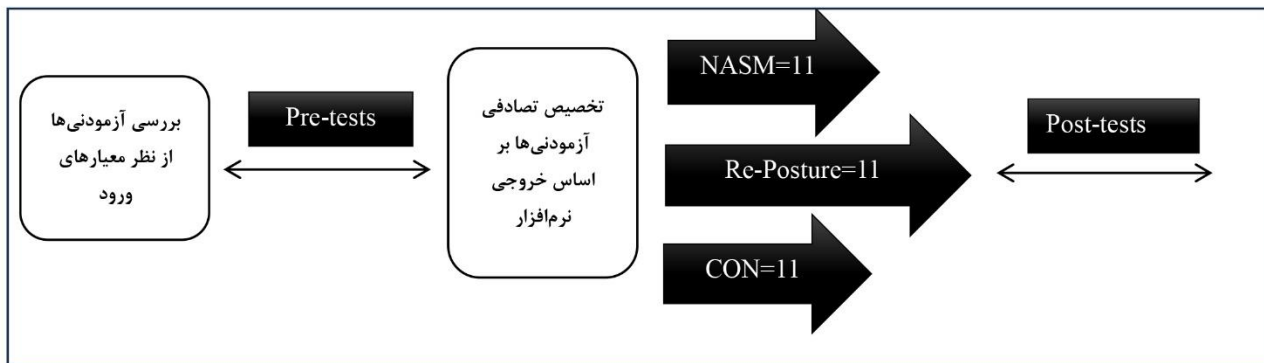 بررسی آزمودنی‌ها
از نظر معیارهای
ورود
Pre-tests
تخصیص تصادفی
آزمودنی‌ها بر
اساس خروجی
نرم‌افزار
NASM=11
Re-Posture=11
CON=11
Post-tests